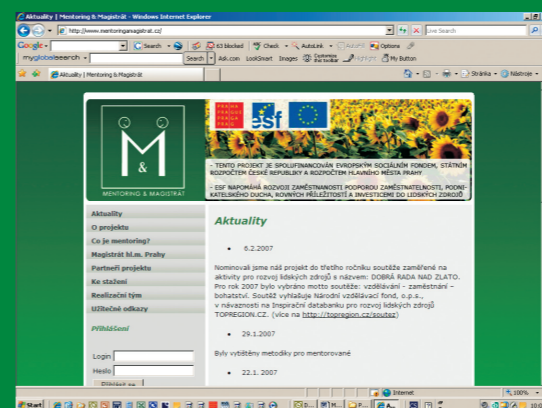 Aktuality | Mentoring & Magistrát - Windows Internet Explorer
http://www.mentoringamagistrat.cz/
Live Search
Google
Search
63 blocked
Check
AutoLink
AutoFill
Options
myglobalsearch
Search
Ask.com
LookSmart
Images
Customize this toolbar
Highlight
My Button
Aktuality | Mentoring & Magistrát
Stránka
Nástroje
M
&
M
MENTORING & MAGISTRÁT
PRAHA
PRAGUE
PRAGA
PRAG
esf
- TENTO PROJEKT JE SPOLUFINANCOVÁN EVROPSKÝM SOCIÁLNÍM FONDEM, STÁTNÍM
ROZPOČTEM ČESKÉ REPUBLIKY A ROZPOČTEM HLAVNÍHO MĚSTA PRAHY
- ESF NAPOMÁHÁ ROZVOJI ZAMĚSTNANOSTI PODPOROU ZAMĚSTNATELNOSTI, PODNI-
KATELSKÉHO DUCHA, ROVNÝCH PŘÍLEŽITOSTÍ A INVESTICEMI DO LIDSKÝCH ZDROJŮ
Aktuality
O projektu
Co je mentoring?
Magistrát hl.m. Prahy
Partneři projektu
Ke stažení
Realizační tým
Užitečné odkazy
Přihlášení
Login
Heslo
Přihlásit se
Aktuality
• 6.2.2007
Nominovali jsme náš projekt do třetího ročníku soutěže zaměřené na
aktivity pro rozvoj lidských zdrojů s názvem: DOBRÁ RADA NAD ZLATO.
Pro rok 2007 bylo vybráno motto soutěže: vzdělávání - zaměstnání -
bohatství. Soutěž vyhlašuje Národní vzdělávací fond, o.p.s.,
v návaznosti na Inspirační databanku pro rozvoj lidských zdrojů
TOPREGION.CZ. (více na http://topregion.cz/soutez)
• 29.1.2007
Byly vytištěny metodiky pro mentorované
• 22.1. 2007
Internet
100%
Start